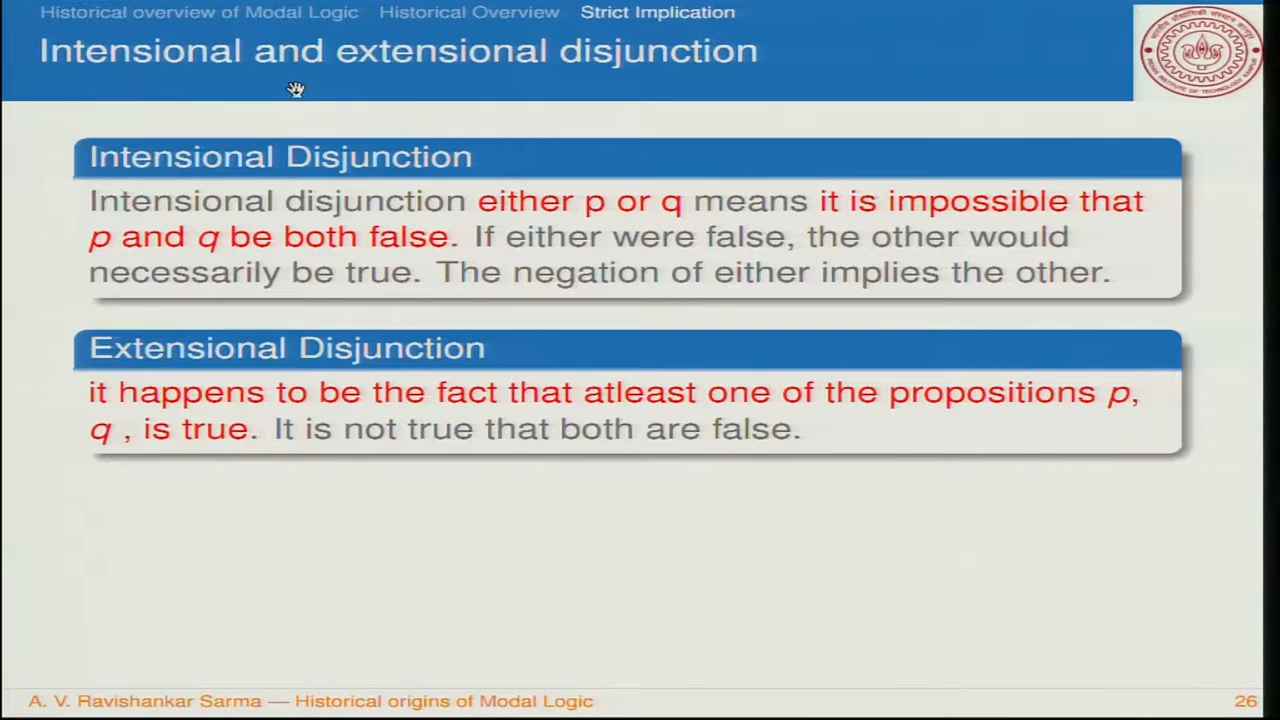 Historical overview of Modal Logic Historical Overview Strict Implication
Intensional and extensional disjunction
Intensional Disjunction
Intensional disjunction either p or q means it is impossible that
p and q be both false. If either were false, the other would
necessarily be true. The negation of either implies the other.
Extensional Disjunction
it happens to be the fact that atleast one of the propositions p,
q , is true. It is not true that both are false.
A. V. Ravishankar Sarma — Historical origins of Modal Logic
26